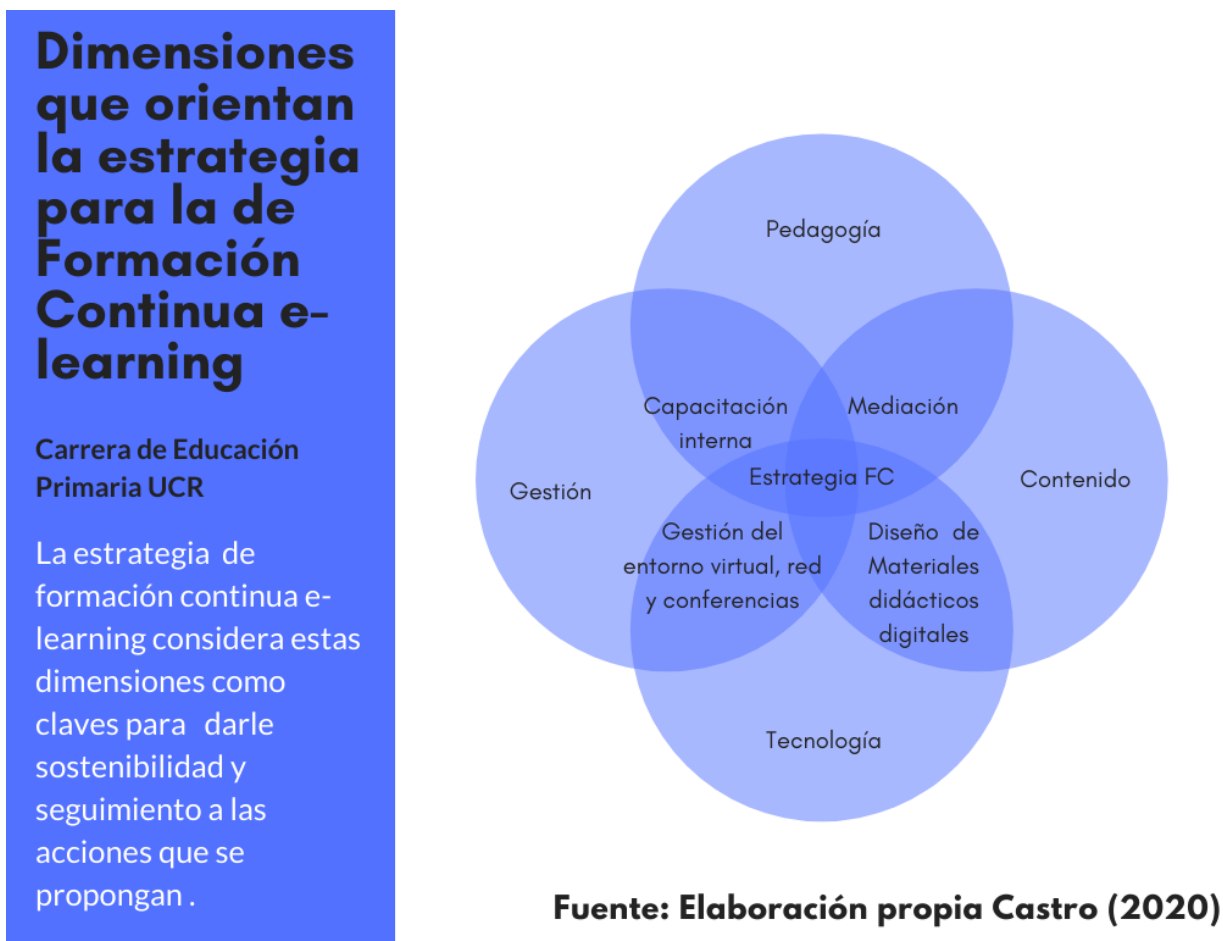 Dimensiones
que orientan
la estrategia
para la de
Formación
Continua e-
learning
Carrera de Educación
Primaria UCR
La estrategia de
formación continua e-
learning considera estas
dimensiones como
claves para darle
sostenibilidad y
seguimiento a las
acciones que se
propongan .
Pedagogía
Capacitación
interna
Mediación
Estrategia FC
Gestión
Contenido
Gestión del
entorno virtual, red
y conferencias
Diseño de
Materiales
didácticos
digitales
Tecnología
Fuente: Elaboración propia Castro (2020)